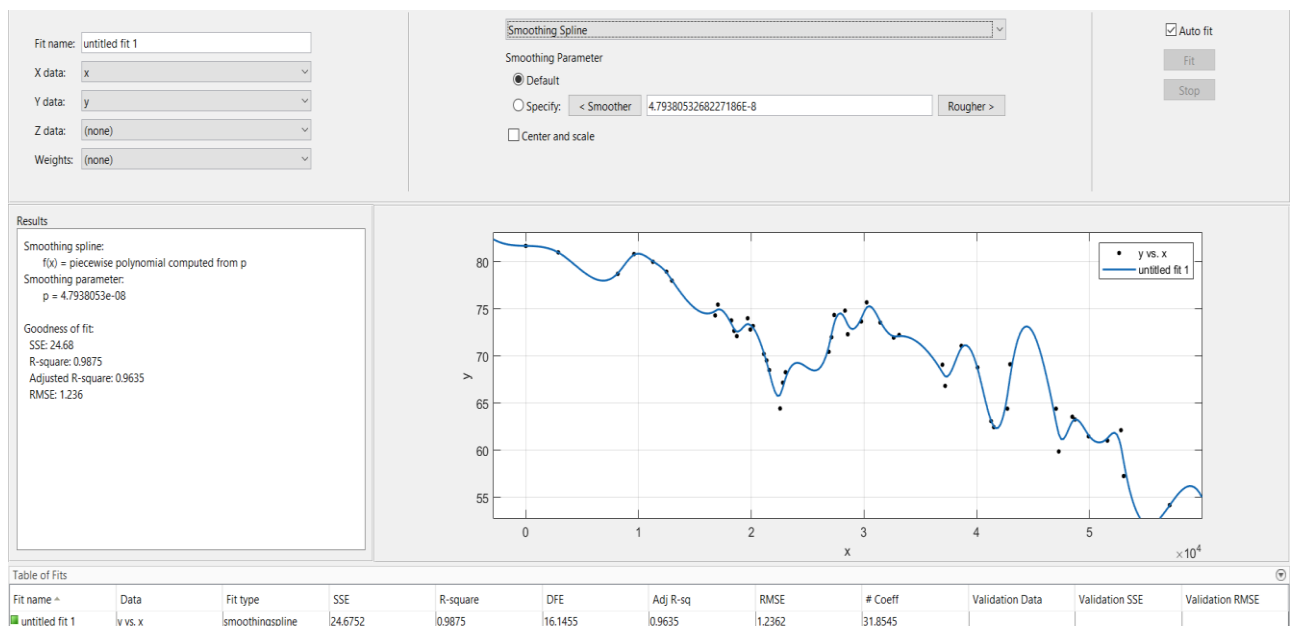 Fit name: untitled fit 1
X data: x
Y data: y
Z data: (none)
Weights: (none)
Smoothing Spline
Smoothing Parameter
Default
Specify: < Smoother 4.7938053268227186E-8 Rougher >
Center and scale
Auto fit
Fit
Stop
Results
Smoothing spline:
f(x) = piecewise polynomial computed from p
Smoothing parameter:
p = 4.7938053e-08
Goodness of fit:
SSE: 24.68
R-square: 0.9875
Adjusted R-square: 0.9635
RMSE: 1.236
y vs. x
untitled fit 1
80
75
70
65
60
55
y
0 1 2 3 4 5
x
×10⁴
Table of Fits
Fit name Data Fit type SSE R-square DFE Adj R-sq RMSE # Coeff Validation Data Validation SSE Validation RMSE
untitled fit 1 y vs. x smoothingspline 24.6752 0.9875 16.1455 0.9635 1.2362 31.8545